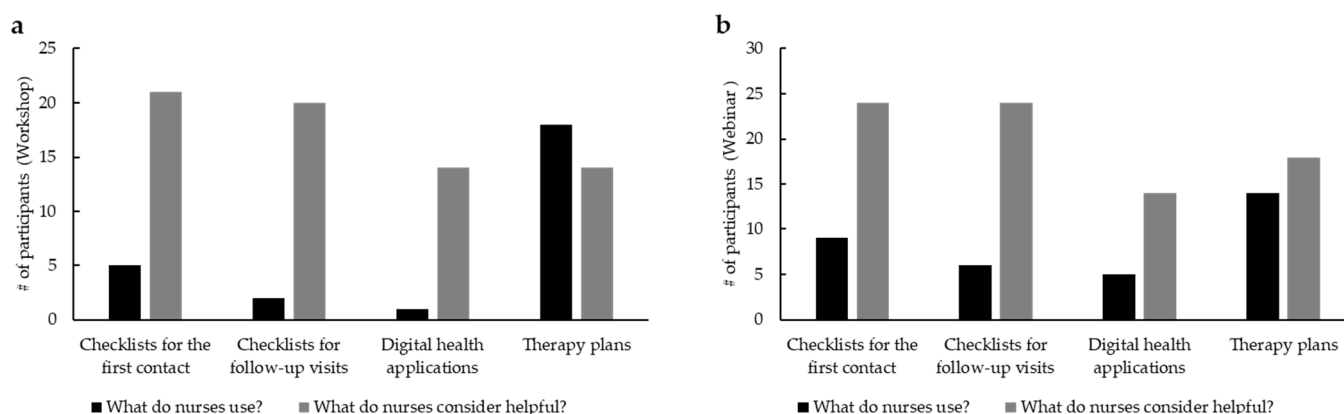 a
# of participants (Workshop)
25
20
15
10
5
0
Checklists for the
first contact
Checklists for
follow-up visits
Digital health
applications
Therapy plans
What do nurses use?
What do nurses consider helpful?
b
# of participants (Webinar )
30
25
20
15
10
5
0
Checklists for the
first contact
Checklists for
follow-up visits
Digital health
applications
Therapy plans
What do nurses use?
What do nurses consider helpful?